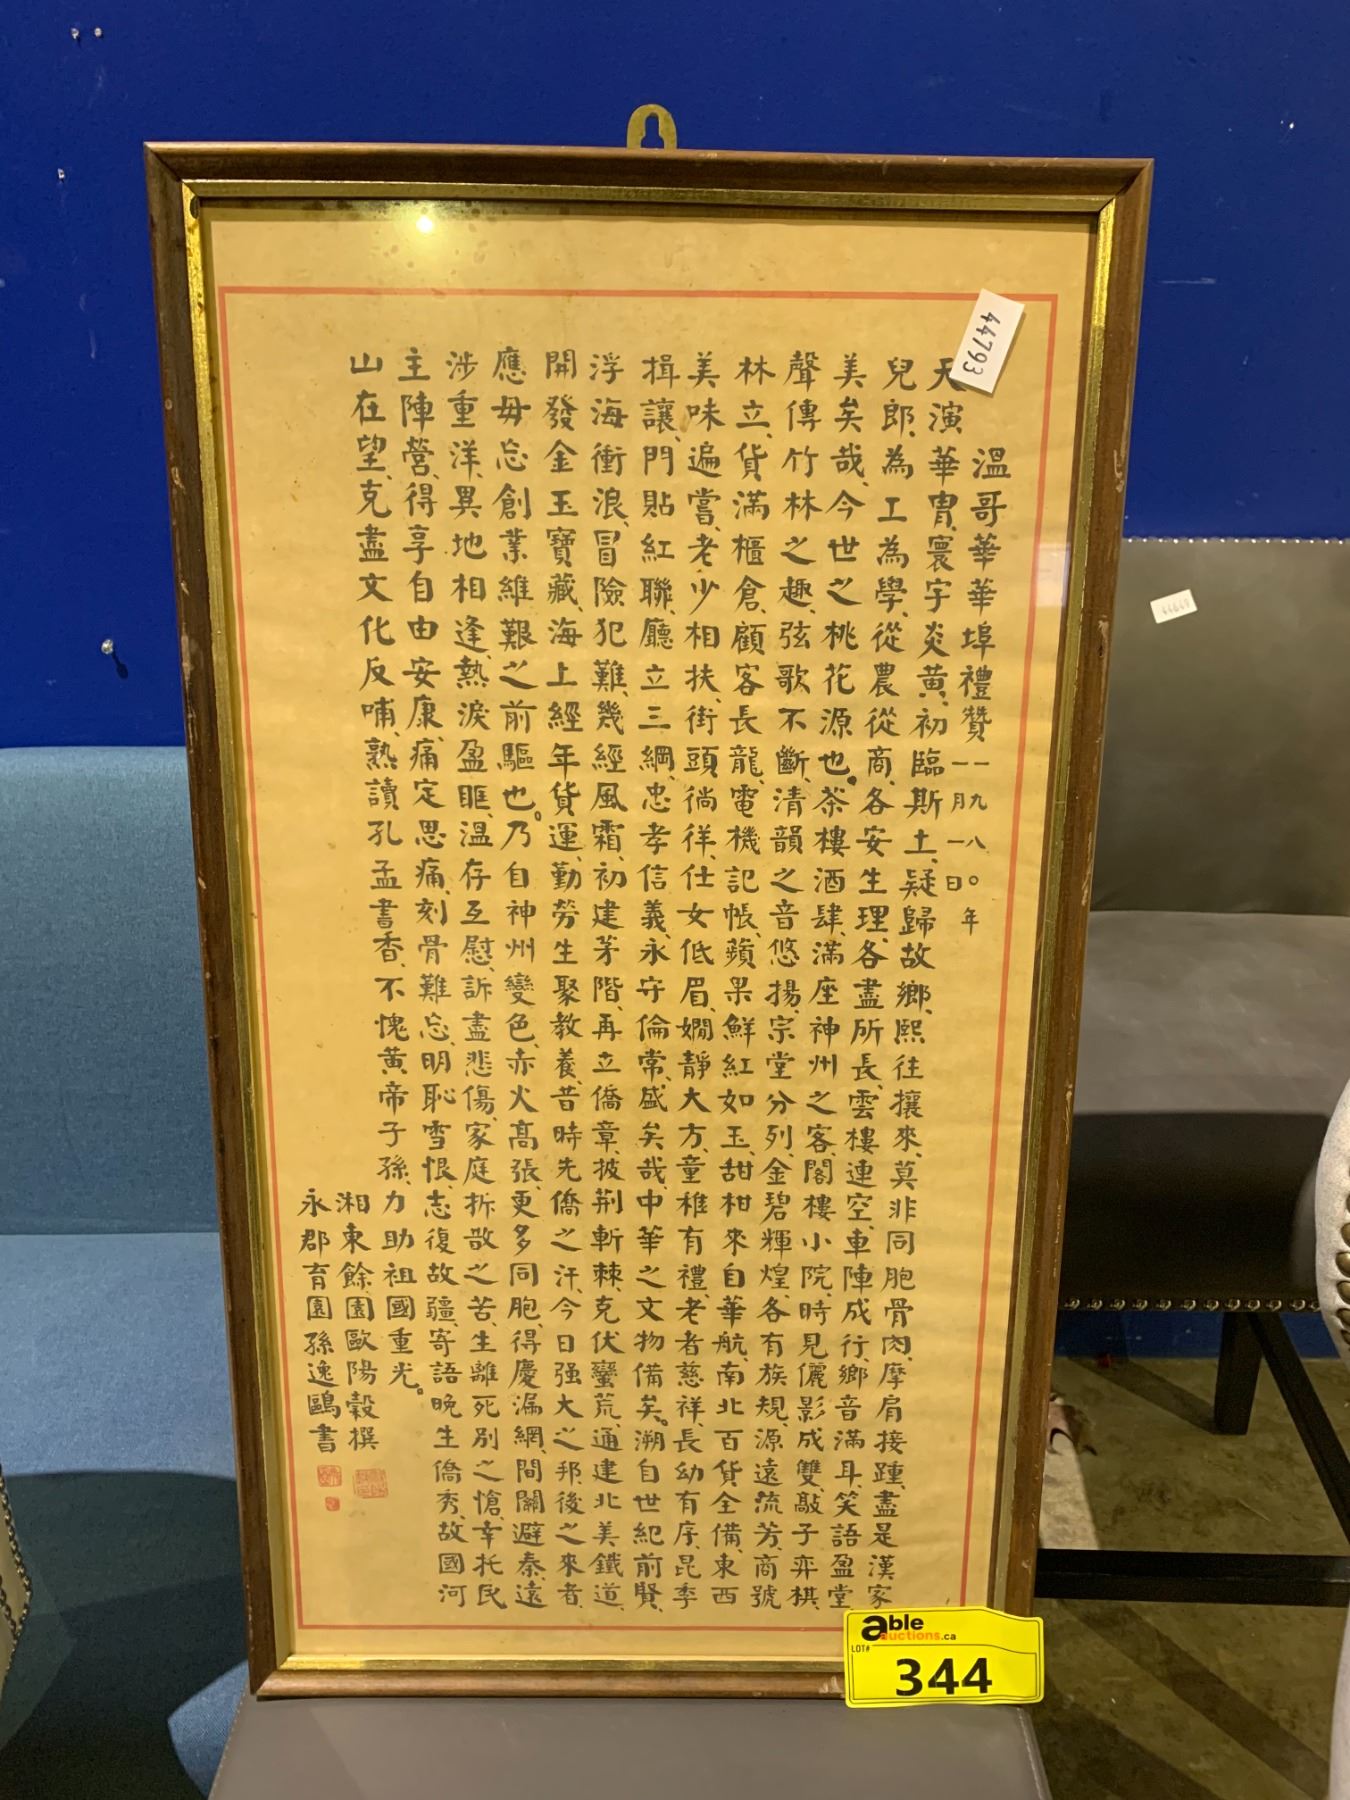 溫哥華華埠禮贊 一九八〇年
一月一日
天演華冑、寰宇炎黃、初臨斯土、疑歸故鄉、熙往攘來、莫非同胞骨肉、摩肩接踵、盡是漢家
兒郎、為工為學、從農從商、各安生理、各盡所長、雲樓連空、車陣成行、鄉音滿耳、笑語盈堂
美矣哉、今世之桃花源也。茶樓酒肆、滿座神州之客、閣樓小院、時見儷影成雙、敲子弈棋
聲傳竹林之趣、弦歌不斷、清韻之音悠揚、宗堂分列、金碧輝煌、各有族規、源遠流芳、商號
林立、貨滿櫃倉、顧客長龍、電機記帳、蘋果鮮紅如玉、甜柑來自華航、南北百貨全備、東西
美味遍嘗、老少相扶、街頭徜徉、仕女低眉、嫻靜大方、童稚有禮、老者慈祥、長幼有序、昆季
揖讓、門貼紅聯、廳立三綱、忠孝信義、永守倫常、盛矣哉、中華之文物備矣。溯自世紀前賢、
浮海衝浪、冒險犯難、幾經風霜、初建茅階、再立僑章、披荆斬棘、克伏蠻荒、通建北美鐵道、
開發金玉寶藏、海上經年貨運、勤勞生聚教養、昔時先僑之汗、今日强大之邦、後之來者、
應毋忘創業維艱之前驅也。乃自神州變色、赤火高張、更多同胞、得慶漏網、間關避秦、遠
涉重洋、異地相逢、熱淚盈眶、溫存互慰、訴盡悲傷、家庭拆散之苦、生離死別之愴、幸托民
主陣營、得享自由安康、痛定思痛、刻骨難忘、明恥雪恨、志復故疆、寄語晚生僑秀、故國河
山在望、克盡文化反哺、熟讀孔孟書香、不愧黃帝子孫、力助祖國重光。
湘東餘園歐陽穀撰
永郡育園孫逸鷗書
44793
44649
able
auctions.ca
LOT#
344